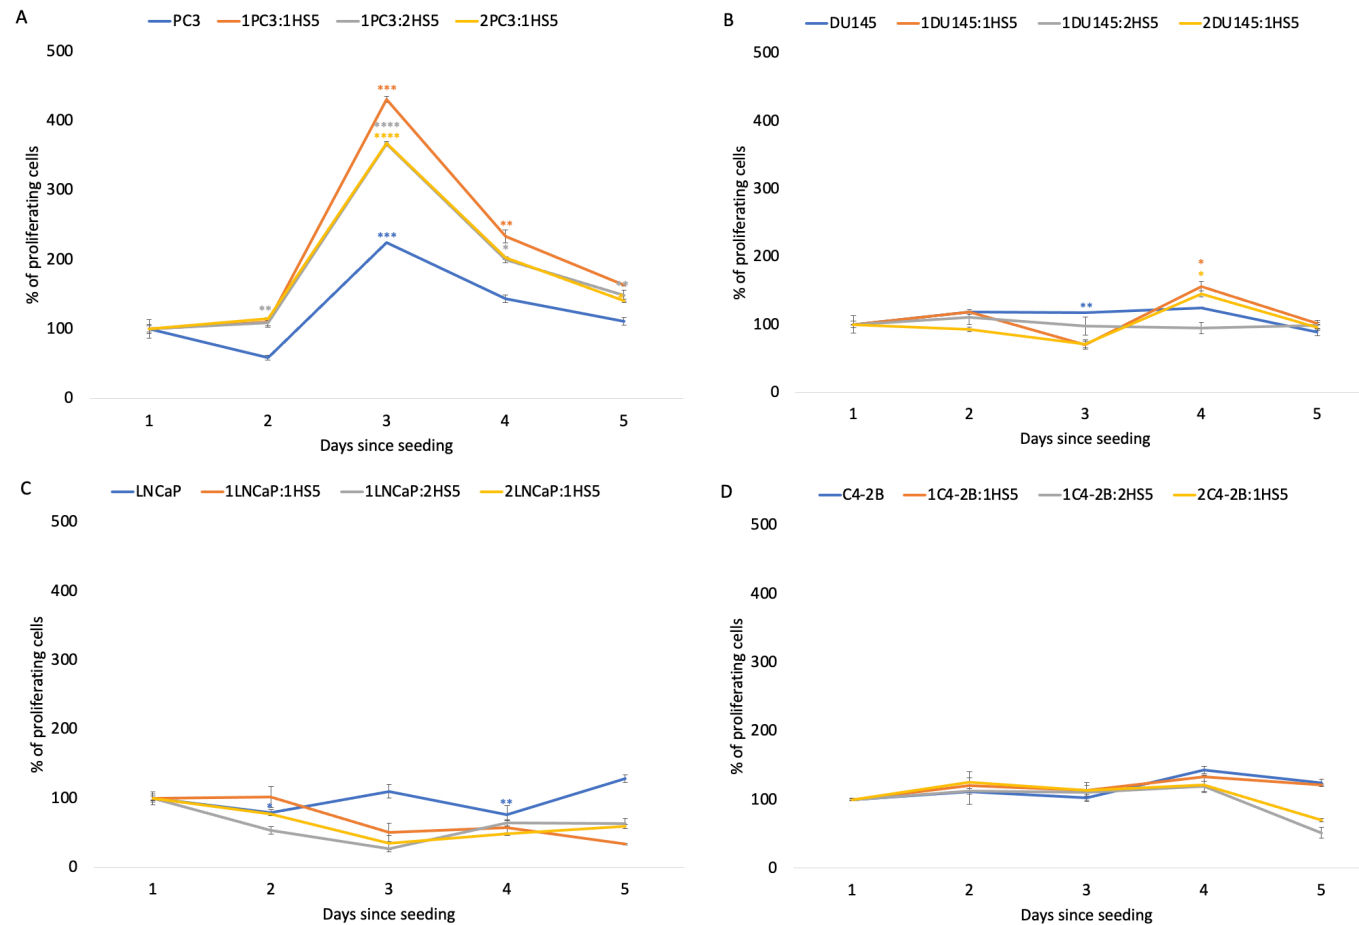 A
PC3 1PC3:1HS5 1PC3:2HS5 2PC3:1HS5
500
400
300
200
100
0
% of proliferating cells
***
****
****
***
**
**
*
**
1 2 3 4 5
Days since seeding
B
DU145 1DU145:1HS5 1DU145:2HS5 2DU145:1HS5
500
400
300
200
100
0
% of proliferating cells
**
*
*
1 2 3 4 5
Days since seeding
C
LNCaP 1LNCaP:1HS5 1LNCaP:2HS5 2LNCaP:1HS5
500
400
300
200
100
0
% of proliferating cells
*
**
1 2 3 4 5
Days since seeding
D
C4-2B 1C4-2B:1HS5 1C4-2B:2HS5 2C4-2B:1HS5
500
400
300
200
100
0
% of proliferating cells
1 2 3 4 5
Days since seeding